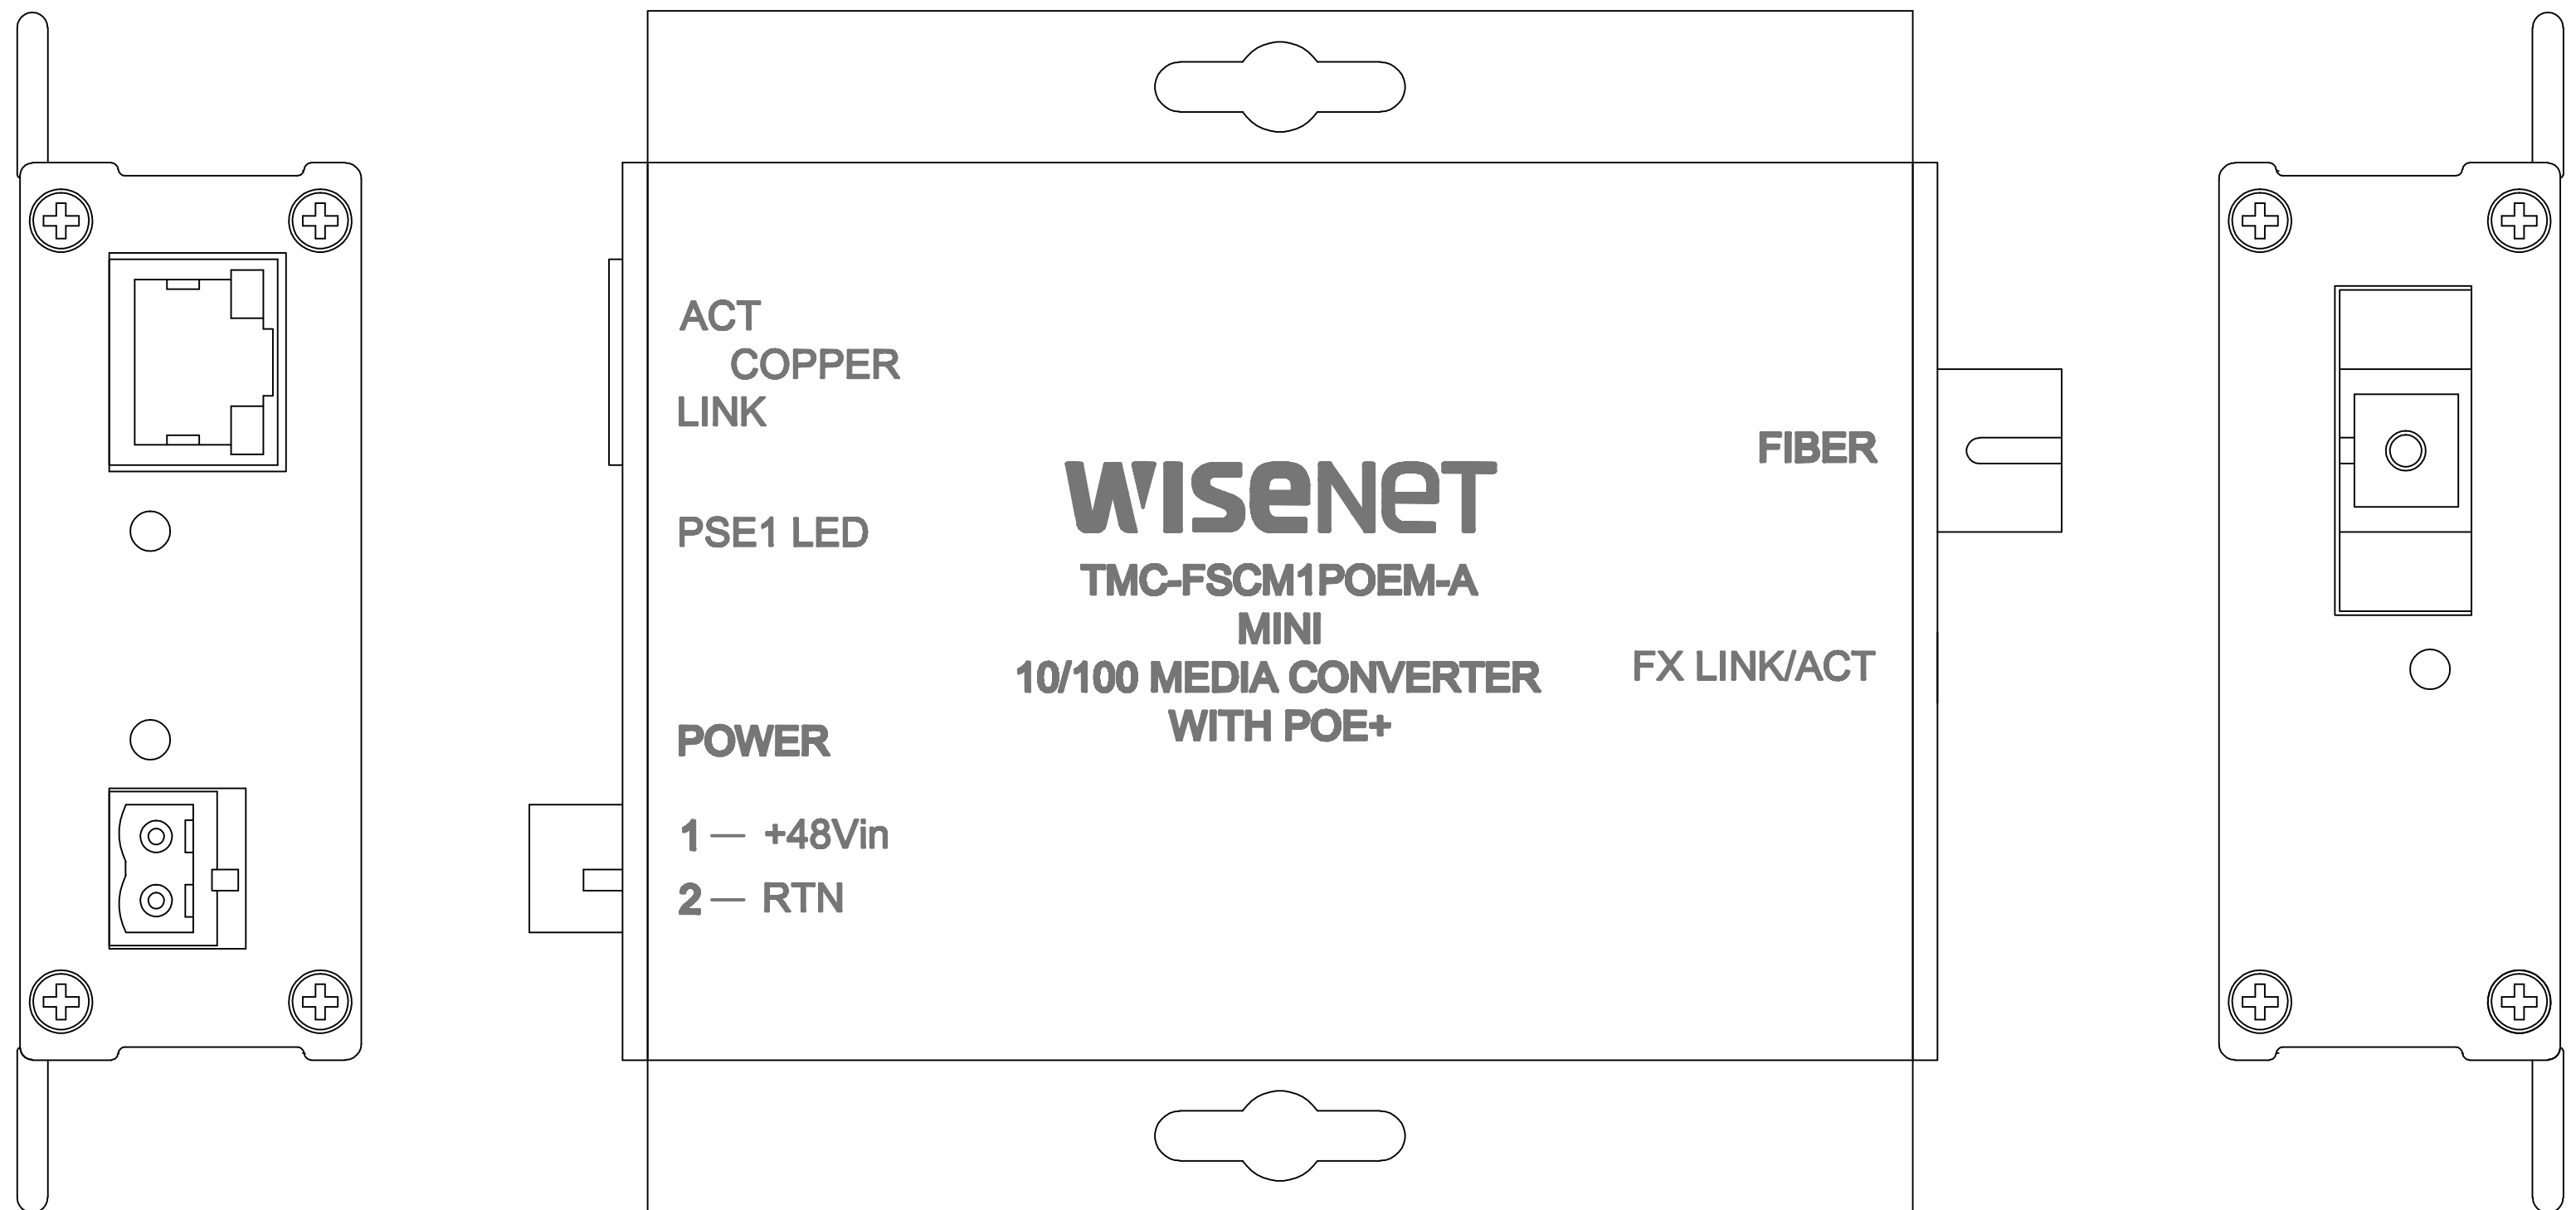 ACT
COPPER
LINK
PSE1 LED
POWER
1 — +48Vin
2 — RTN
WISENET
TMC-FSCM1POEM-A
MINI
10/100 MEDIA CONVERTER
WITH POE+
FIBER
FX LINK/ACT